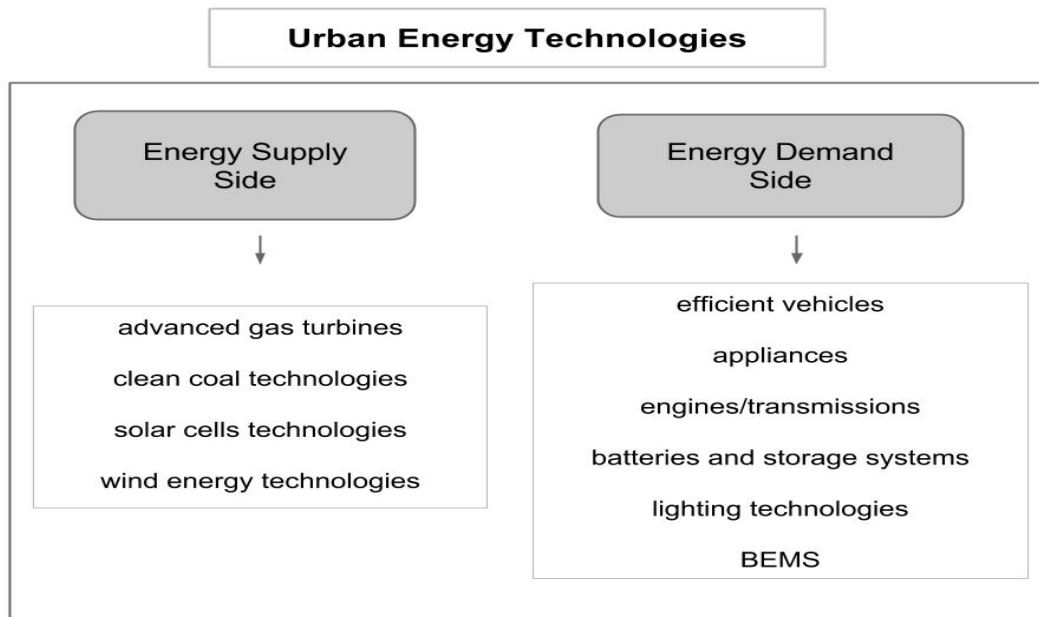 Urban Energy Technologies
Energy Supply
Side
advanced gas turbines
clean coal technologies
solar cells technologies
wind energy technologies
Energy Demand
Side
efficient vehicles
appliances
engines/transmissions
batteries and storage systems
lighting technologies
BEMS